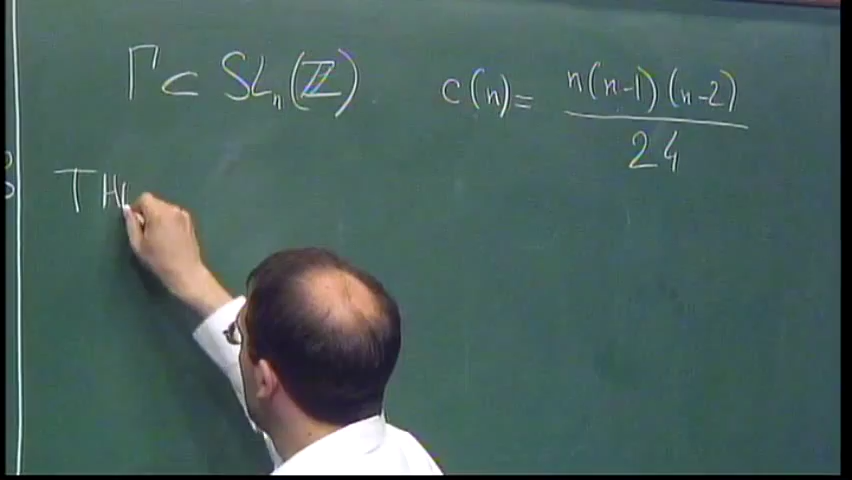 Γ ⊂ SL_n(ℤ)    c(n) = n(n-1)(n-2) / 24
TH